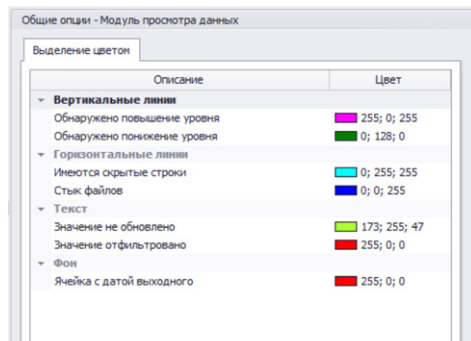 Общие опции - Модуль просмотра данных
Выделение цветом
Описание Цвет
Вертикальные линии
Обнаружено повышение уровня 255; 0; 255
Обнаружено понижение уровня 0; 128; 0
Горизонтальные линии
Имеются скрытые строки 0; 255; 255
Стык файлов 0; 0; 255
Текст
Значение не обновлено 173; 255; 47
Значение отфильтровано 255; 0; 0
Фон
Ячейка с датой выходного 255; 0; 0